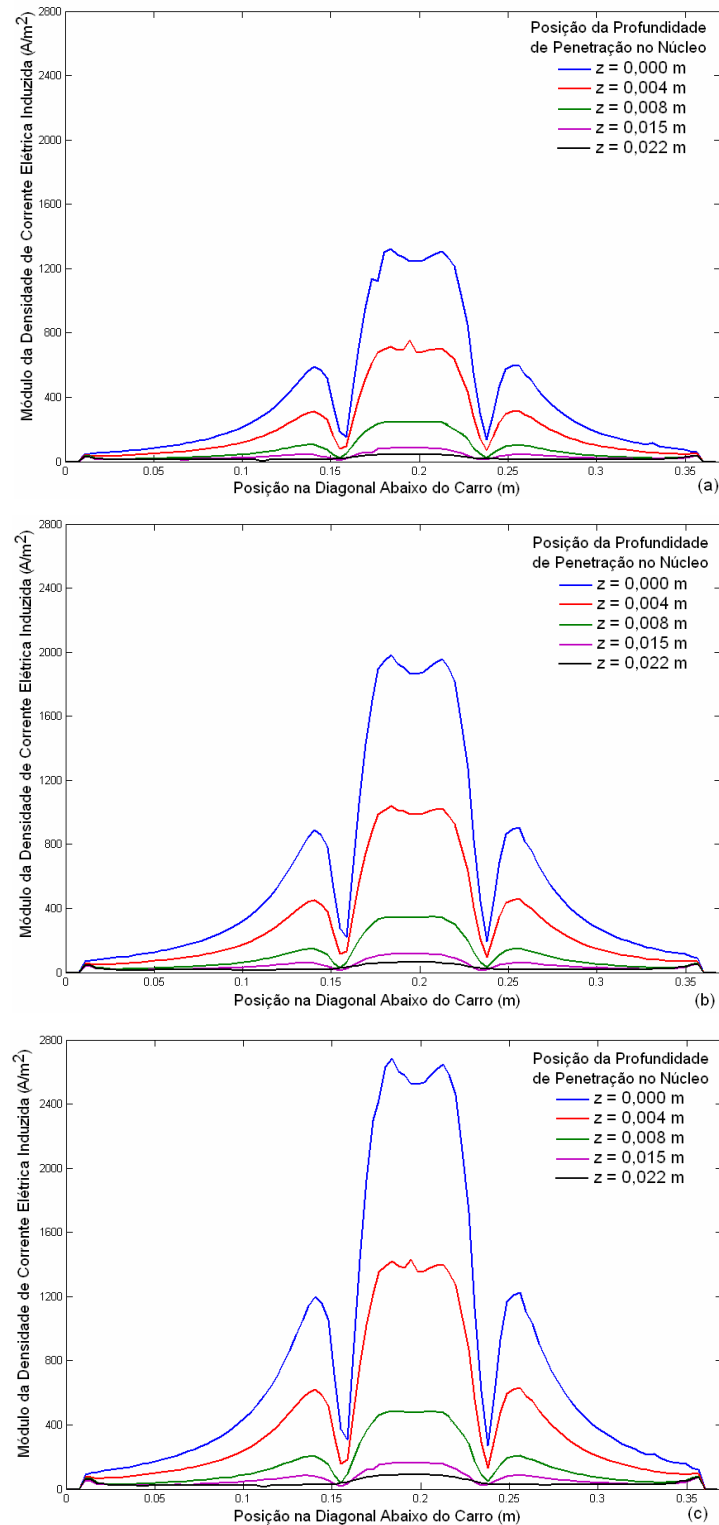 Módulo da Densidade de Corrente Elétrica Induzida (A/m²)
2800
2400
2000
1600
1200
800
400
0
Posição da Profundidade
de Penetração no Núcleo
z = 0,000 m
z = 0,004 m
z = 0,008 m
z = 0,015 m
z = 0,022 m
0 0.05 0.1 0.15 0.2 0.25 0.3 0.35
Posição na Diagonal Abaixo do Carro (m)
(a)
Módulo da Densidade de Corrente Elétrica Induzida (A/m²)
2800
2400
2000
1600
1200
800
400
0
Posição da Profundidade
de Penetração no Núcleo
z = 0,000 m
z = 0,004 m
z = 0,008 m
z = 0,015 m
z = 0,022 m
0 0.05 0.1 0.15 0.2 0.25 0.3 0.35
Posição na Diagonal Abaixo do Carro (m)
(b)
Módulo da Densidade de Corrente Elétrica Induzida (A/m²)
2800
2400
2000
1600
1200
800
400
0
Posição da Profundidade
de Penetração no Núcleo
z = 0,000 m
z = 0,004 m
z = 0,008 m
z = 0,015 m
z = 0,022 m
0 0.05 0.1 0.15 0.2 0.25 0.3 0.35
Posição na Diagonal Abaixo do Carro (m)
(c)